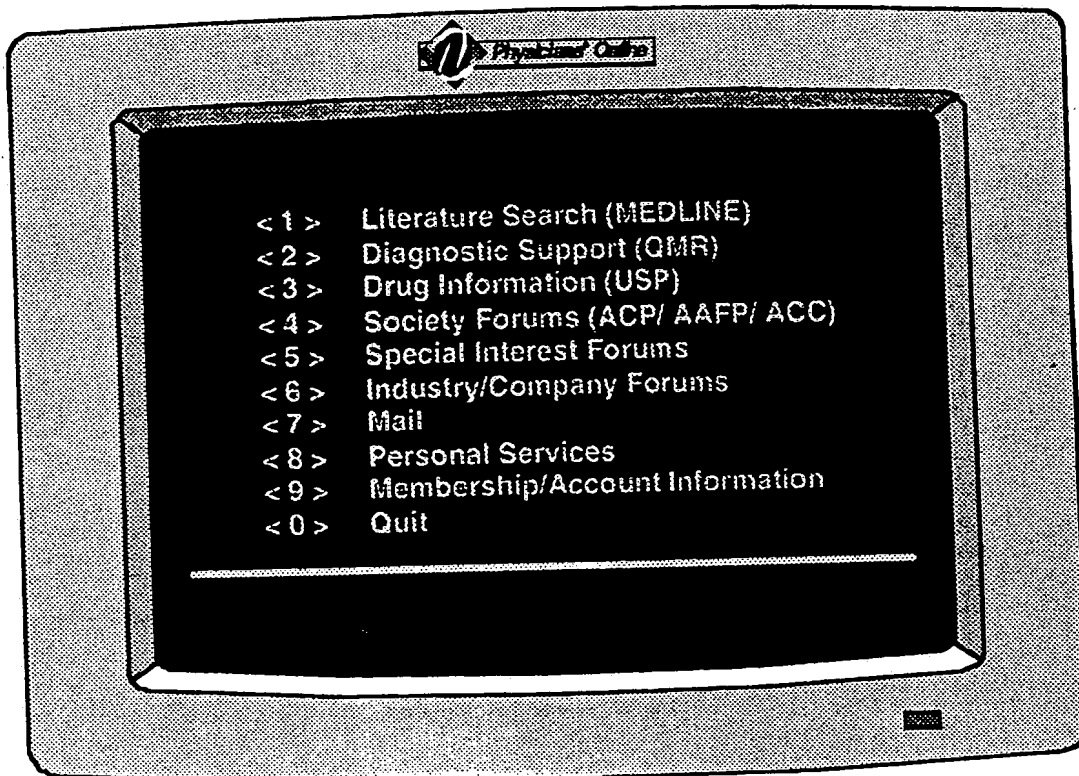 Physicians' Online
< 1 > Literature Search (MEDLINE)
< 2 > Diagnostic Support (QMR)
< 3 > Drug Information (USP)
< 4 > Society Forums (ACP/ AAFP/ ACC)
< 5 > Special Interest Forums
< 6 > Industry/Company Forums
< 7 > Mail
< 8 > Personal Services
< 9 > Membership/Account Information
< 0 > Quit